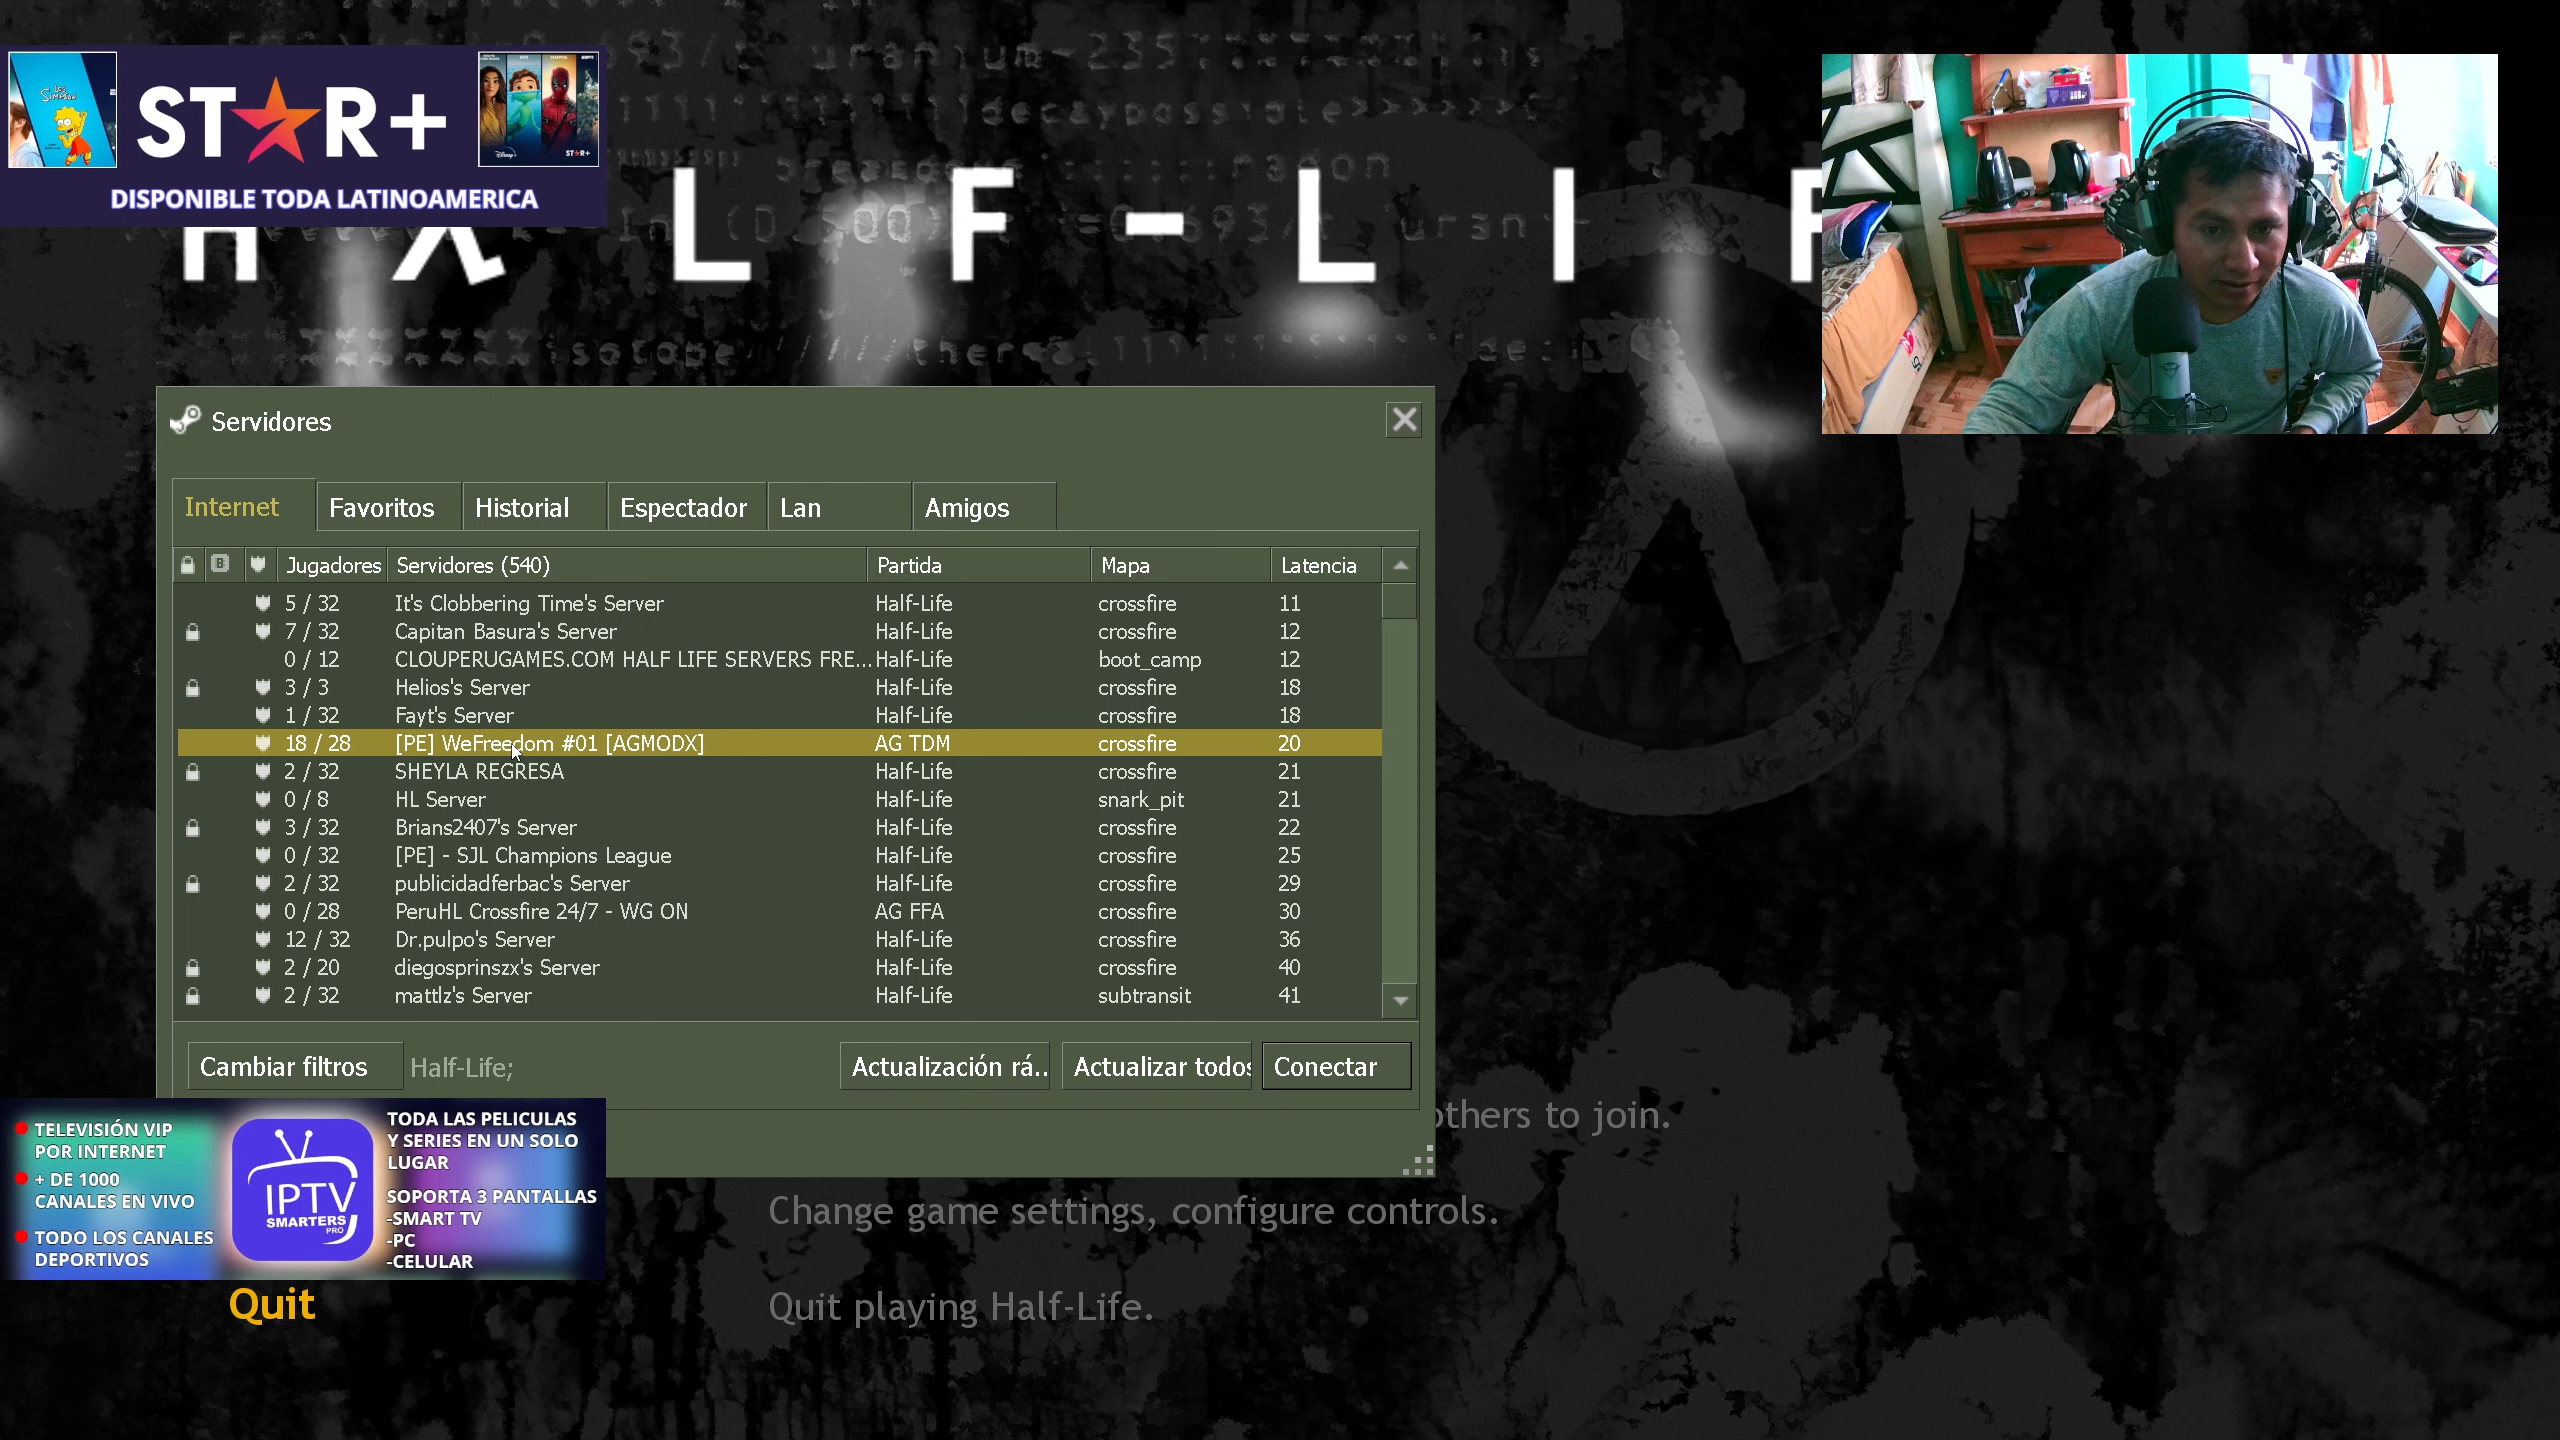 STAR+
DISPONIBLE TODA LATINOAMERICA
uranium-235
decaypossible>>>>>
radon
H λ L F - L I F
isotope
Servidores
Internet
Favoritos
Historial
Espectador
Lan
Amigos
Jugadores Servidores (540) Partida Mapa Latencia
5 / 32 It's Clobbering Time's Server Half-Life crossfire 11
7 / 32 Capitan Basura's Server Half-Life crossfire 12
0 / 12 CLOUPERUGAMES.COM HALF LIFE SERVERS FRE... Half-Life boot_camp 12
3 / 3 Helios's Server Half-Life crossfire 18
1 / 32 Fayt's Server Half-Life crossfire 18
18 / 28 [PE] WeFreedom #01 [AGMODX] AG TDM crossfire 20
2 / 32 SHEYLA REGRESA Half-Life crossfire 21
0 / 8 HL Server Half-Life snark_pit 21
3 / 32 Brians2407's Server Half-Life crossfire 22
0 / 32 [PE] - SJL Champions League Half-Life crossfire 25
2 / 32 publicidadferbac's Server Half-Life crossfire 29
0 / 28 PeruHL Crossfire 24/7 - WG ON AG FFA crossfire 30
12 / 32 Dr.pulpo's Server Half-Life crossfire 36
2 / 20 diegosprinszx's Server Half-Life crossfire 40
2 / 32 mattlz's Server Half-Life subtransit 41
Cambiar filtros
Half-Life;
Actualización rá..
Actualizar todos
Conectar
others to join.
TELEVISIÓN VIP
POR INTERNET
+ DE 1000
CANALES EN VIVO
TODO LOS CANALES
DEPORTIVOS
IPTV
SMARTERS
PRO
TODA LAS PELICULAS
Y SERIES EN UN SOLO
LUGAR
SOPORTA 3 PANTALLAS
-SMART TV
-PC
-CELULAR
Change game settings, configure controls.
Quit
Quit playing Half-Life.